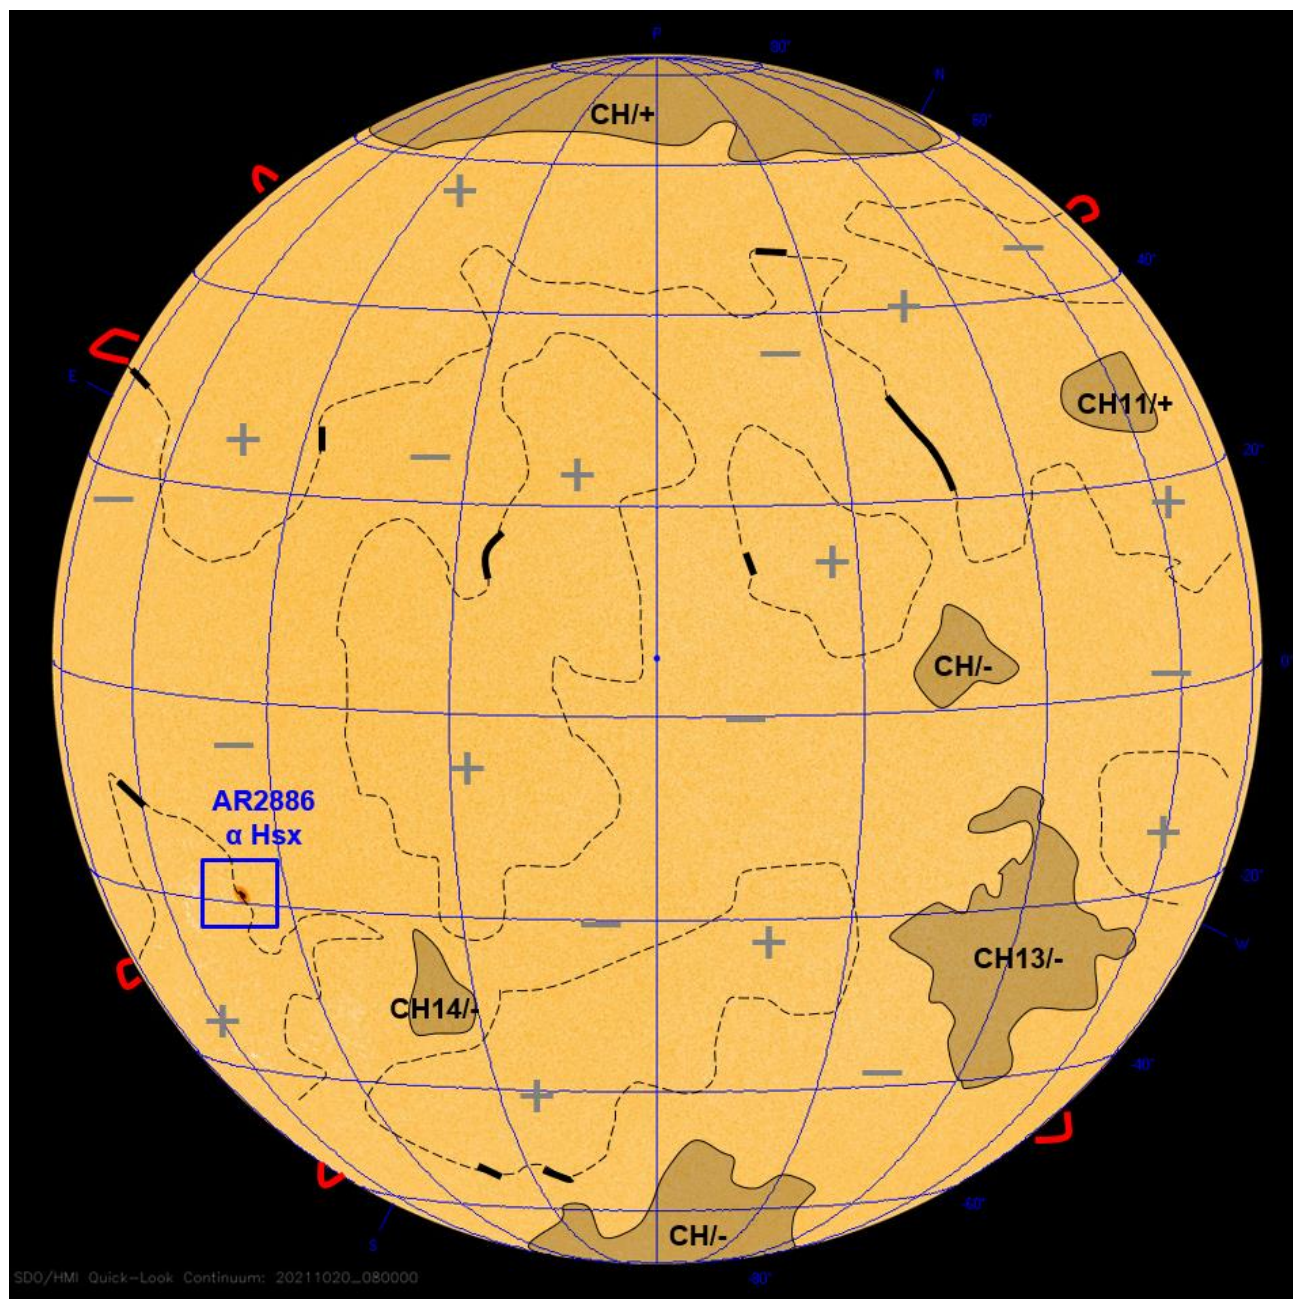 P
80°
N
60°
CH/+
+
+
−
40°
+
−
E
CH11/+
+
−
+
20°
−
+
+
CH/-
0°
−
−
−
+
AR2886
α Hsx
+
20°
−
+
W
CH13/-
CH14/-
+
-40°
−
+
-60°
CH/-
S
-80°
SDO/HMI Quick-Look Continuum: 20211020_080000